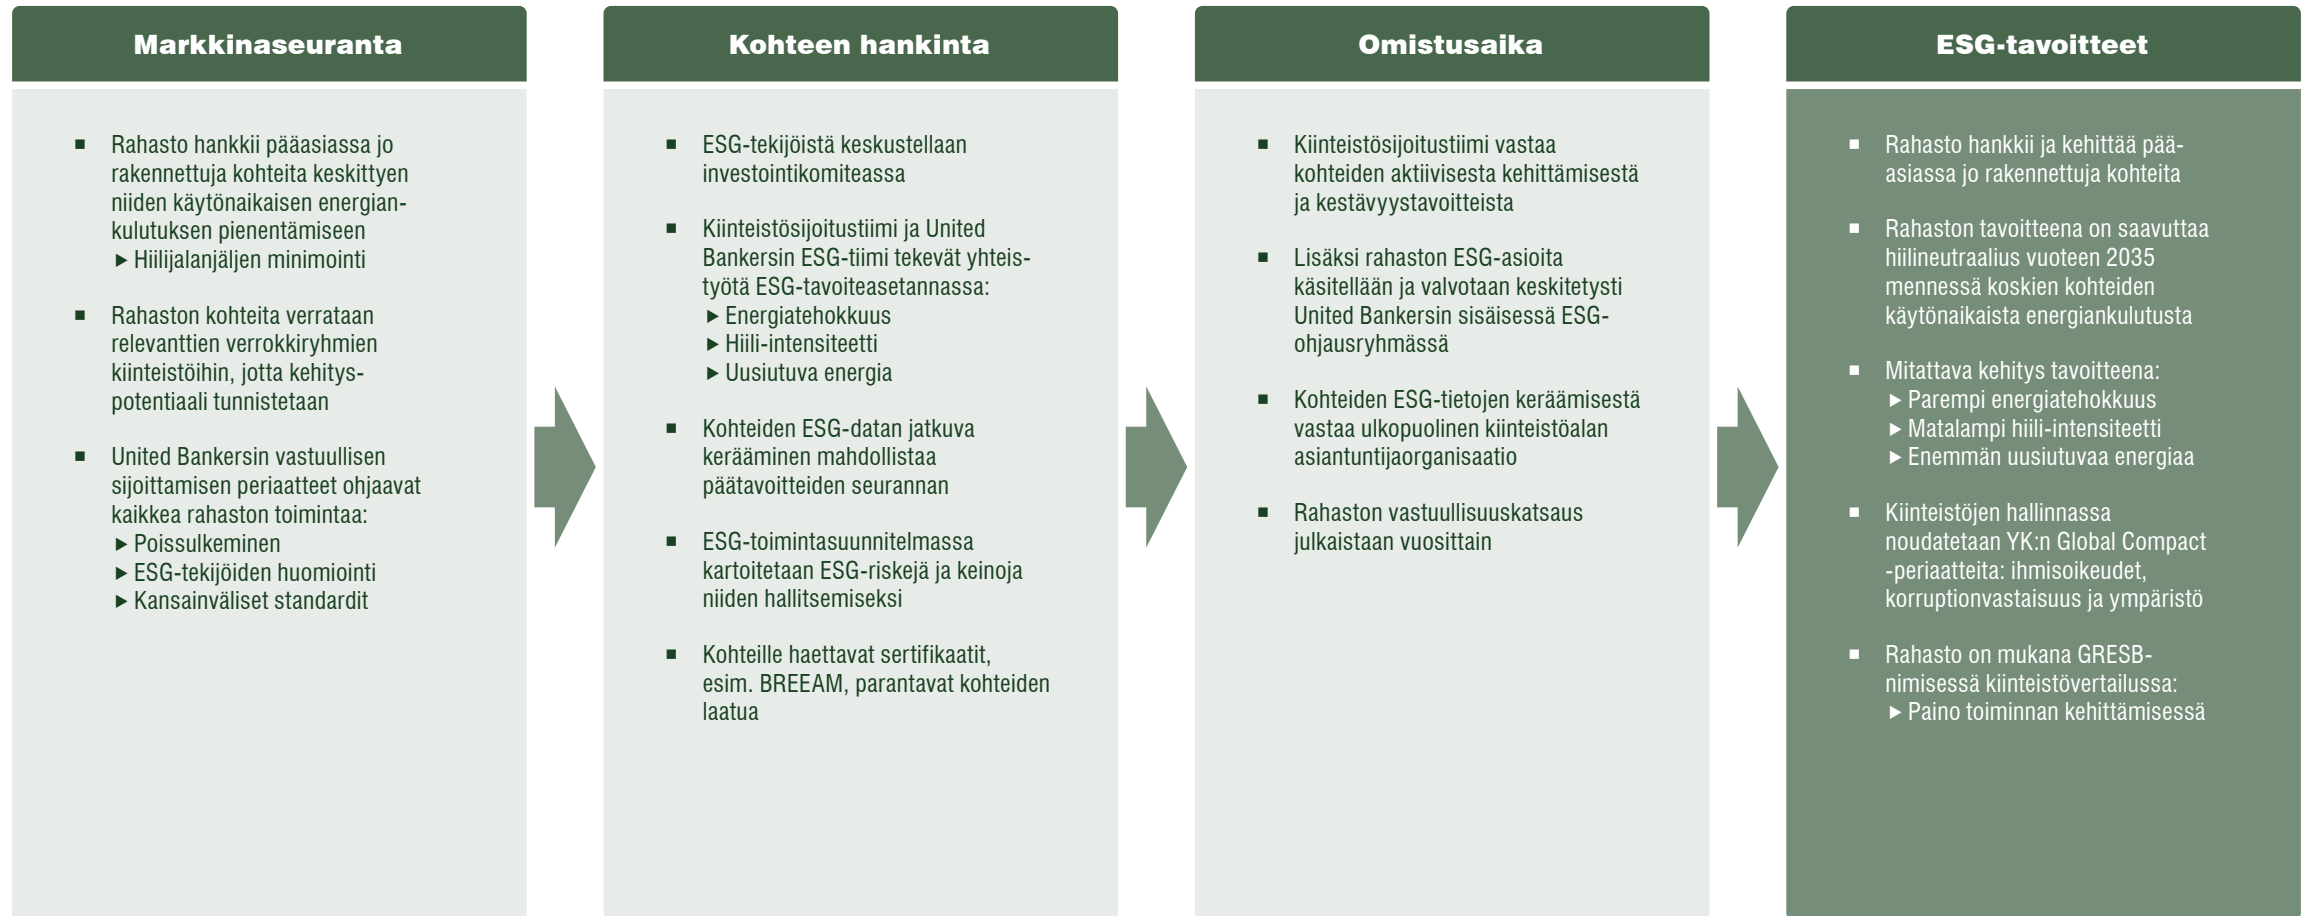 Markkinaseuranta
■ Rahasto hankkii pääasiassa jo
rakennettuja kohteita keskittyen
niiden käytönaikaisen energian-
kulutuksen pienentämiseen
▶ Hiilijalanjäljen minimointi
■ Rahaston kohteita verrataan
relevanttien verrokkiryhmien
kiinteistöihin, jotta kehitys-
potentiaali tunnistetaan
■ United Bankersin vastuullisen
sijoittamisen periaatteet ohjaavat
kaikkea rahaston toimintaa:
▶ Poissulkeminen
▶ ESG-tekijöiden huomiointi
▶ Kansainväliset standardit
Kohteen hankinta
■ ESG-tekijöistä keskustellaan
investointikomiteassa
■ Kiinteistösijoitustiimi ja United
Bankersin ESG-tiimi tekevät yhteis-
työtä ESG-tavoiteasetannassa:
▶ Energiatehokkuus
▶ Hiili-intensiteetti
▶ Uusiutuva energia
■ Kohteiden ESG-datan jatkuva
kerääminen mahdollistaa
päätavoitteiden seurannan
■ ESG-toimintasuunnitelmassa
kartoitetaan ESG-riskejä ja keinoja
niiden hallitsemiseksi
■ Kohteille haettavat sertifikaatit,
esim. BREEAM, parantavat kohteiden
laatua
Omistusaika
■ Kiinteistösijoitustiimi vastaa
kohteiden aktiivisesta kehittämisestä
ja kestävyystavoitteista
■ Lisäksi rahaston ESG-asioita
käsitellään ja valvotaan keskitetysti
United Bankersin sisäisessä ESG-
ohjausryhmässä
■ Kohteiden ESG-tietojen keräämisestä
vastaa ulkopuolinen kiinteistöalan
asiantuntijaorganisaatio
■ Rahaston vastuullisuuskatsaus
julkaistaan vuosittain
ESG-tavoitteet
■ Rahasto hankkii ja kehittää pää-
asiassa jo rakennettuja kohteita
■ Rahaston tavoitteena on saavuttaa
hiilineutraalius vuoteen 2035
mennessä koskien kohteiden
käytönaikaista energiankulutusta
■ Mitattava kehitys tavoitteena:
▶ Parempi energiatehokkuus
▶ Matalampi hiili-intensiteetti
▶ Enemmän uusiutuvaa energiaa
■ Kiinteistöjen hallinnassa
noudatetaan YK:n Global Compact
-periaatteita: ihmisoikeudet,
korruptionvastaisuus ja ympäristö
■ Rahasto on mukana GRESB-
nimisessä kiinteistövertailussa:
▶ Paino toiminnan kehittämisessä